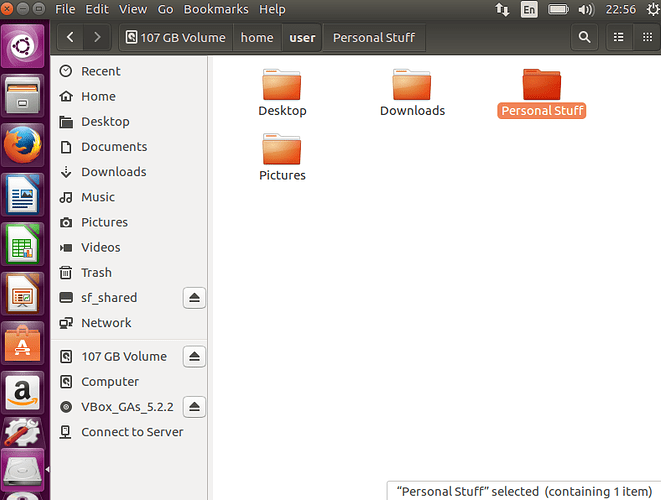 File Edit View Go Bookmarks Help En 22:56
107 GB Volume home user Personal Stuff
Recent
Home
Desktop
Documents
Downloads
Music
Pictures
Videos
Trash
sf_shared
Network
107 GB Volume
Computer
VBox_GAs_5.2.2
Connect to Server
Desktop Downloads Personal Stuff
Pictures
“Personal Stuff” selected (containing 1 item)